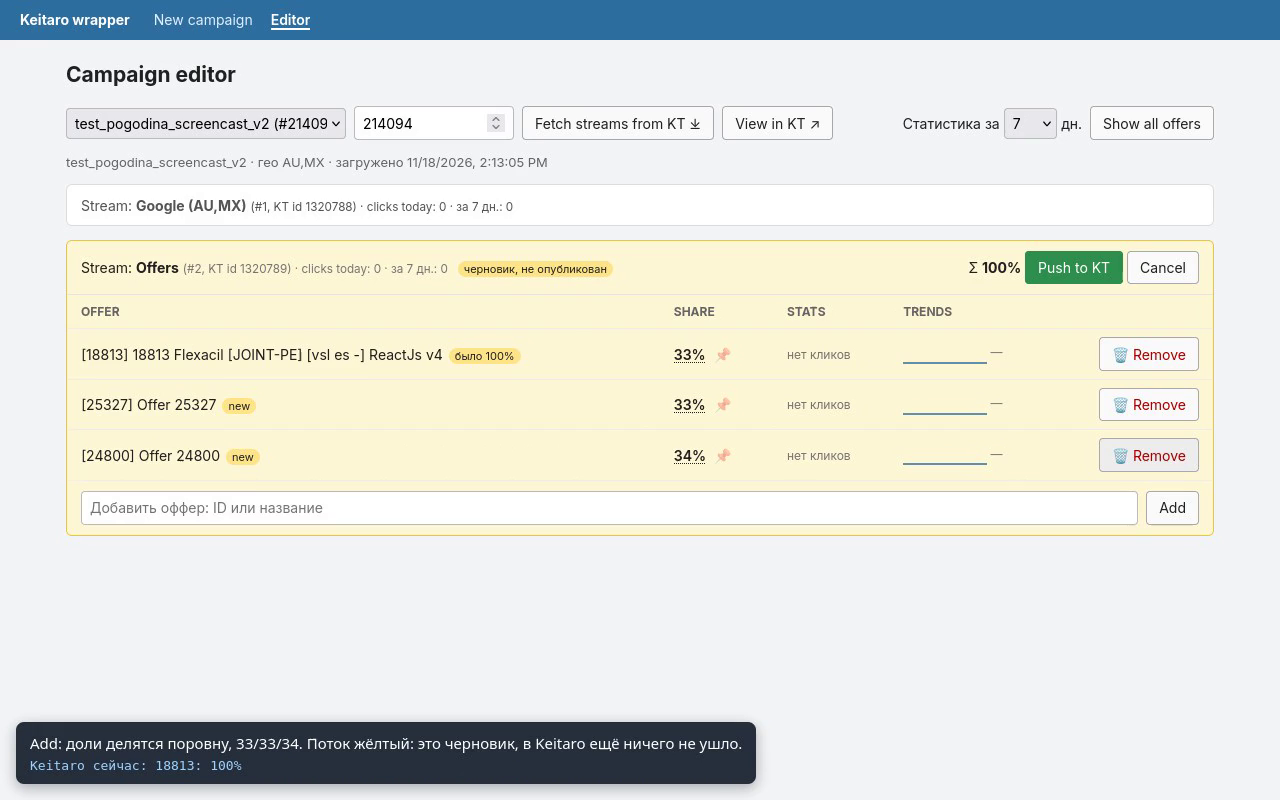 Keitaro wrapper New campaign Editor
Campaign editor
test_pogodina_screencast_v2 (#21409 214094 Fetch streams from KT ↓ View in KT ↗ Статистика за 7 дн. Show all offers
test_pogodina_screencast_v2 · гео AU,MX · загружено 11/18/2026, 2:13:05 PM
Stream: Google (AU,MX) (#1, KT id 1320788) · clicks today: 0 · за 7 дн.: 0
Stream: Offers (#2, KT id 1320789) · clicks today: 0 · за 7 дн.: 0 черновик, не опубликован Σ 100% Push to KT Cancel
OFFER SHARE STATS TRENDS
[18813] 18813 Flexacil [JOINT-PE] [vsl es -] ReactJs v4 было 100% 33% нет кликов — Remove
[25327] Offer 25327 new 33% нет кликов — Remove
[24800] Offer 24800 new 34% нет кликов — Remove
Добавить оффер: ID или название Add
Add: доли делятся поровну, 33/33/34. Поток жёлтый: это черновик, в Keitaro ещё ничего не ушло.
Keitaro сейчас: 18813: 100%